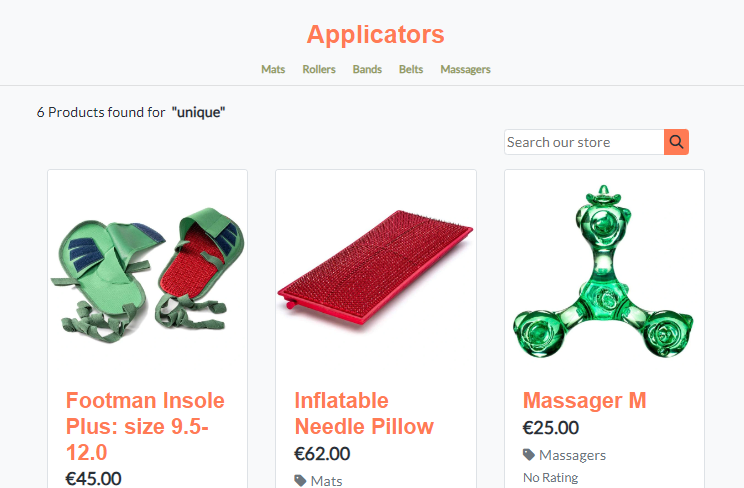 Applicators
Mats Rollers Bands Belts Massagers
6 Products found for "unique"
Search our store
Footman Insole
Plus: size 9.5-
12.0
€45.00
Inflatable
Needle Pillow
€62.00
Mats
Massager M
€25.00
Massagers
No Rating